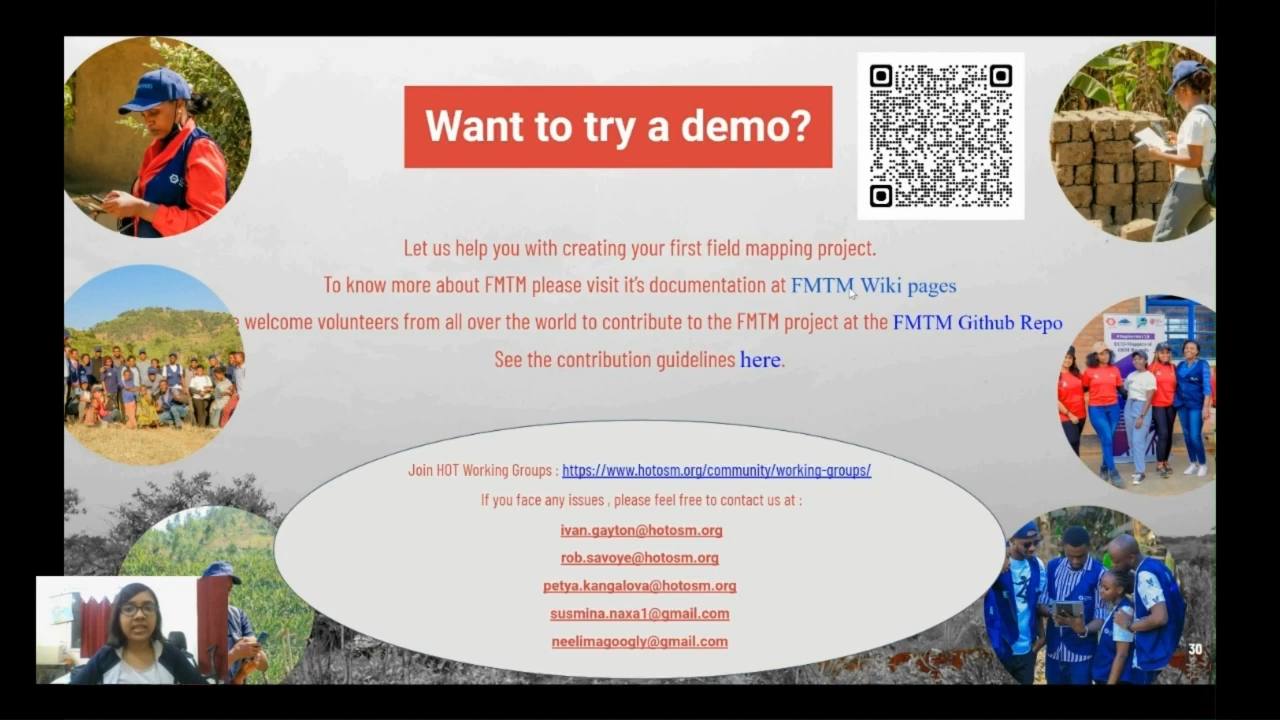 Want to try a demo?
Let us help you with creating your first field mapping project.
To know more about FMTM please visit it's documentation at FMTM Wiki pages
e welcome volunteers from all over the world to contribute to the FMTM project at the FMTM Github Repo
See the contribution guidelines here.
Join HOT Working Groups : https://www.hotosm.org/community/working-groups/
If you face any issues , please feel free to contact us at :
ivan.gayton@hotosm.org
rob.savoye@hotosm.org
petya.kangalova@hotosm.org
susmina.naxa1@gmail.com
neelimagoogly@gmail.com
30